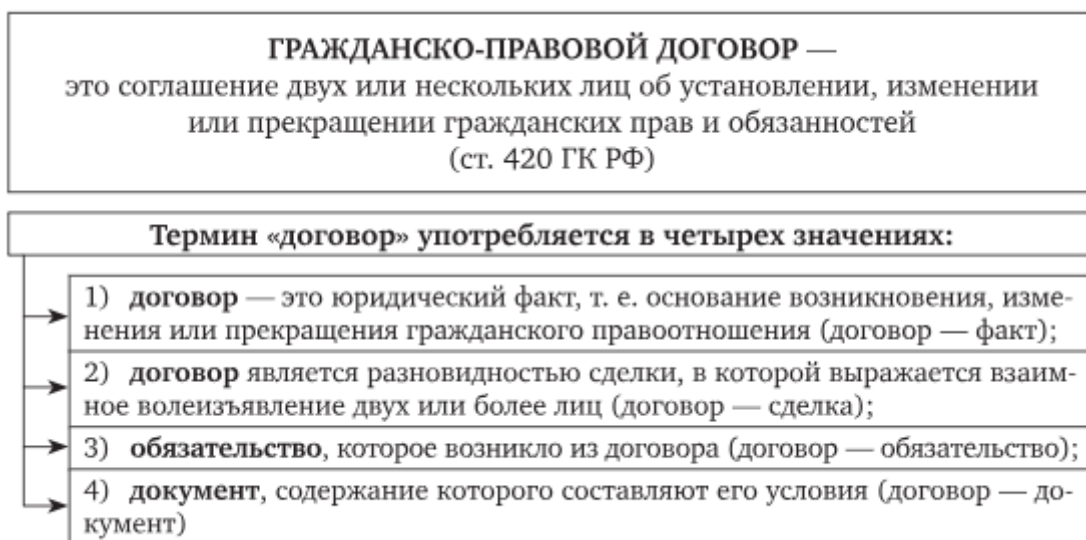 ГРАЖДАНСКО-ПРАВОВОЙ ДОГОВОР —
это соглашение двух или нескольких лиц об установлении, изменении
или прекращении гражданских прав и обязанностей
(ст. 420 ГК РФ)
Термин «договор» употребляется в четырех значениях:
1) договор — это юридический факт, т. е. основание возникновения, изме-
нения или прекращения гражданского правоотношения (договор — факт);
2) договор является разновидностью сделки, в которой выражается взаим-
ное волеизъявление двух или более лиц (договор — сделка);
3) обязательство, которое возникло из договора (договор — обязательство);
4) документ, содержание которого составляют его условия (договор — до-
кумент)